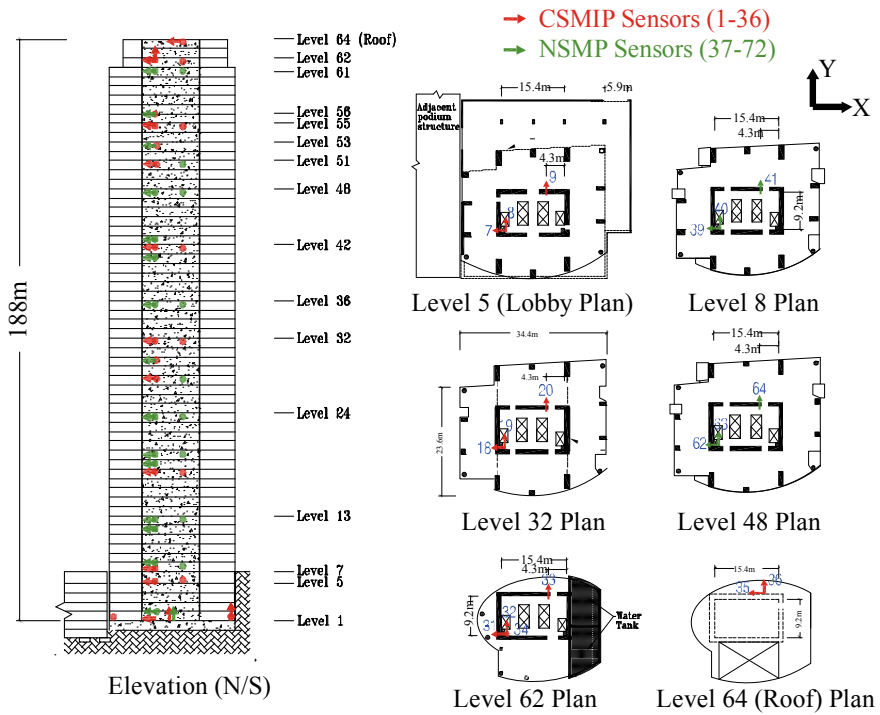 CSMIP Sensors (1-36)
NSMP Sensors (37-72)
Y
X
188m
Level 64 (Roof)
Level 62
Level 61
Level 56
Level 55
Level 53
Level 51
Level 48
Level 42
Level 36
Level 32
Level 24
Level 13
Level 7
Level 5
Level 1
Elevation (N/S)
15.4m
5.9m
Adjacent
podium
structure
4.3m
9
8
7
Level 5 (Lobby Plan)
15.4m
4.3m
41
40
39
9.2m
Level 8 Plan
34.4m
4.3m
20
19
18
23.6m
Level 32 Plan
15.4m
4.3m
64
63
62
Level 48 Plan
15.4m
4.3m
33
9.2m
32
31
34
Water
Tank
Level 62 Plan
15.4m
36
35
9.2m
Level 64 (Roof) Plan